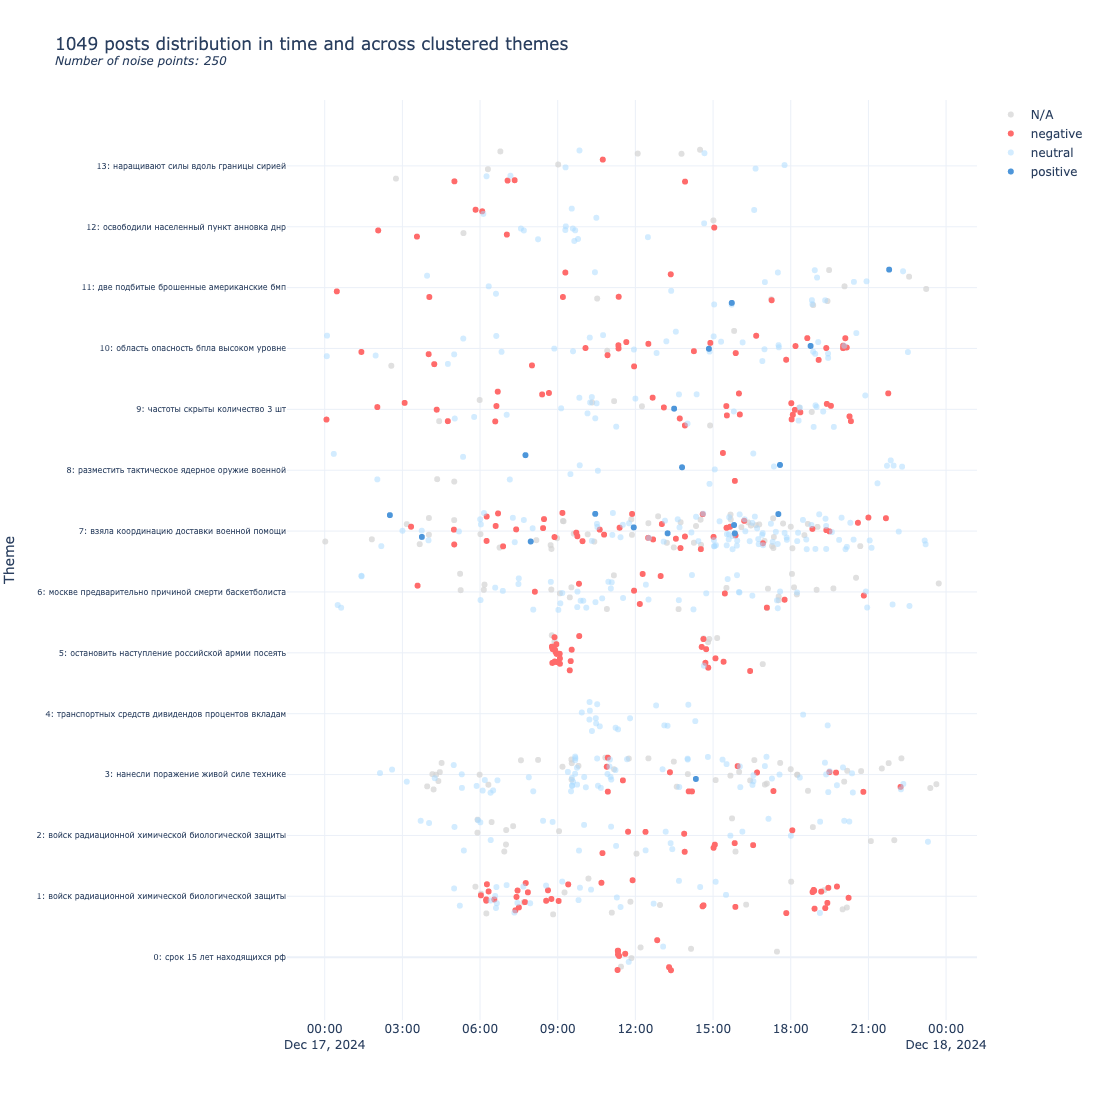 1049 posts distribution in time and across clustered themes
Number of noise points: 250
N/A
negative
neutral
positive
Theme
13: наращивают силы вдоль границы сирией
12: освободили населенный пункт анновка днр
11: две подбитые брошенные американские бмп
10: область опасность бпла высоком уровне
9: частоты скрыты количество 3 шт
8: разместить тактическое ядерное оружие военной
7: взяла координацию доставки военной помощи
6: москве предварительно причиной смерти баскетболиста
5: остановить наступление российской армии посеять
4: транспортных средств дивидендов процентов вкладам
3: нанесли поражение живой силе технике
2: войск радиационной химической биологической защиты
1: войск радиационной химической биологической защиты
0: срок 15 лет находящихся рф
00:00 03:00 06:00 09:00 12:00 15:00 18:00 21:00 00:00
Dec 17, 2024 Dec 18, 2024